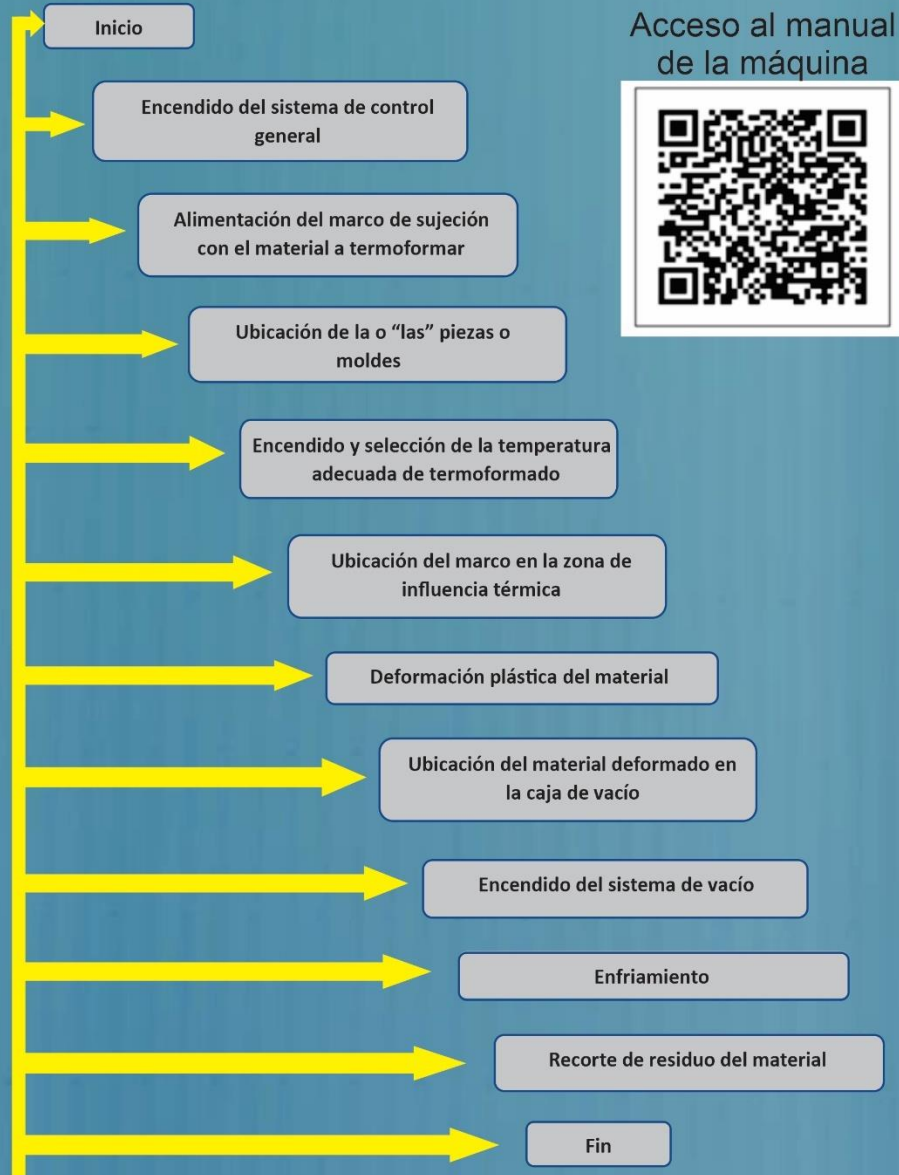 Inicio
Acceso al manual
de la máquina
Encendido del sistema de control
general
Alimentación del marco de sujeción
con el material a termoformar
Ubicación de la o “las” piezas o
moldes
Encendido y selección de la temperatura
adecuada de termoformado
Ubicación del marco en la zona de
influencia térmica
Deformación plástica del material
Ubicación del material deformado en
la caja de vacío
Encendido del sistema de vacío
Enfriamiento
Recorte de residuo del material
Fin